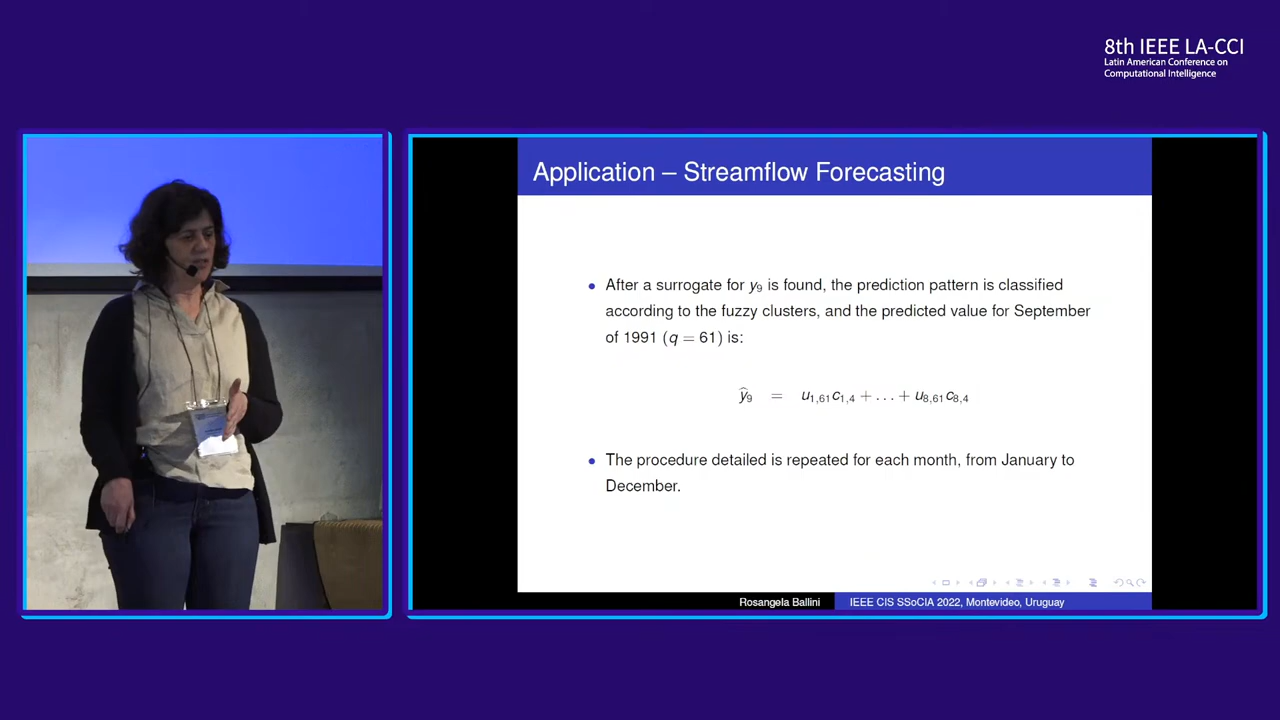 8th IEEE LA-CCI
Latin American Conference on
Computational Intelligence
Application – Streamflow Forecasting
• After a surrogate for y₉ is found, the prediction pattern is classified
according to the fuzzy clusters, and the predicted value for September
of 1991 (q = 61) is:
ŷ₉ = u₁,₆₁c₁,₄ + … + u₈,₆₁c₈,₄
• The procedure detailed is repeated for each month, from January to
December.
Rosangela Ballini
IEEE CIS SSoCIA 2022, Montevideo, Uruguay